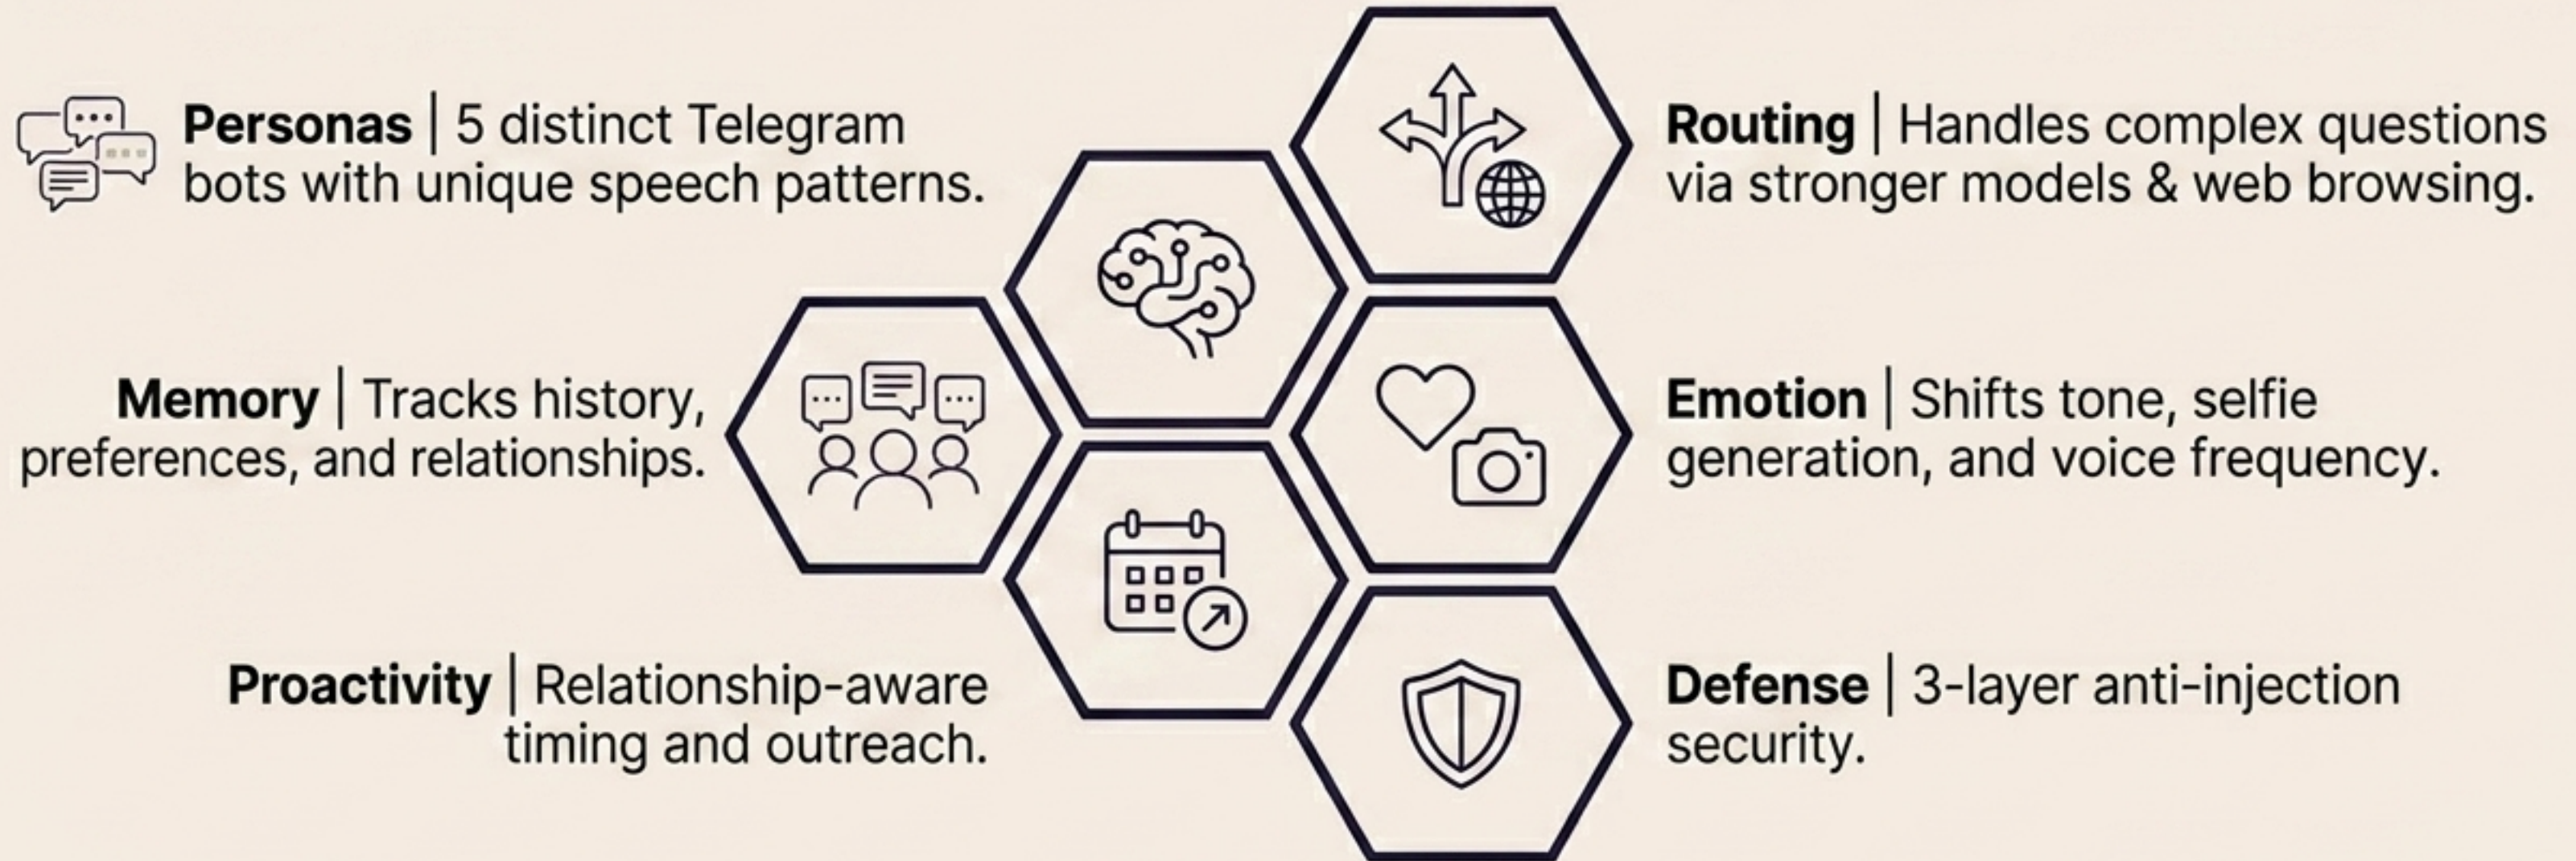 Personas | 5 distinct Telegram
bots with unique speech patterns.
Routing | Handles complex questions
via stronger models & web browsing.
Memory | Tracks history,
preferences, and relationships.
Emotion | Shifts tone, selfie
generation, and voice frequency.
Proactivity | Relationship-aware
timing and outreach.
Defense | 3-layer anti-injection
security.